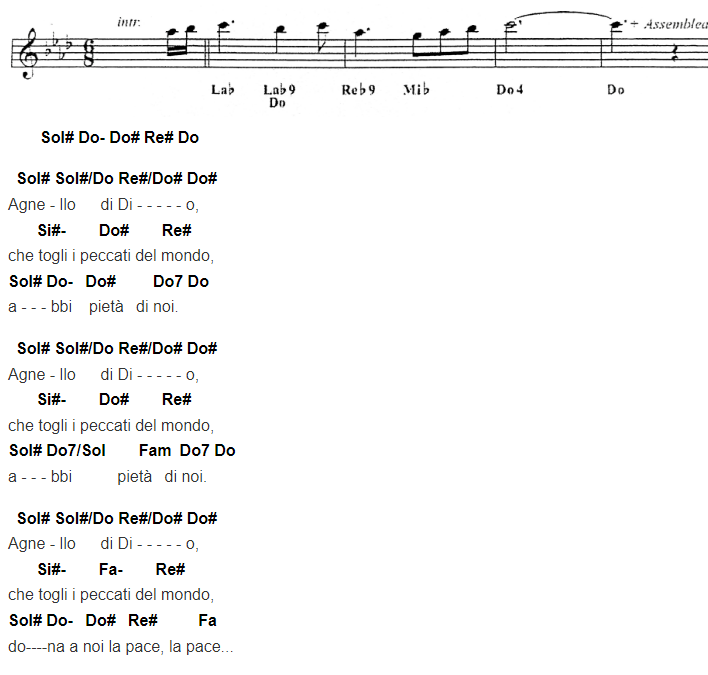 intr.
+ Assemblea
Lab Lab9 Reb9 Mib Do4 Do
Do
Sol# Do- Do# Re# Do
Sol# Sol#/Do Re#/Do# Do#
Agne - llo di Di - - - - - o,
Si#- Do# Re#
che togli i peccati del mondo,
Sol# Do- Do# Do7 Do
a - - - bbi pietà di noi.
Sol# Sol#/Do Re#/Do# Do#
Agne - llo di Di - - - - - o,
Si#- Do# Re#
che togli i peccati del mondo,
Sol# Do7/Sol Fam Do7 Do
a - - - bbi pietà di noi.
Sol# Sol#/Do Re#/Do# Do#
Agne - llo di Di - - - - - o,
Si#- Fa- Re#
che togli i peccati del mondo,
Sol# Do- Do# Re# Fa
do----na a noi la pace, la pace...